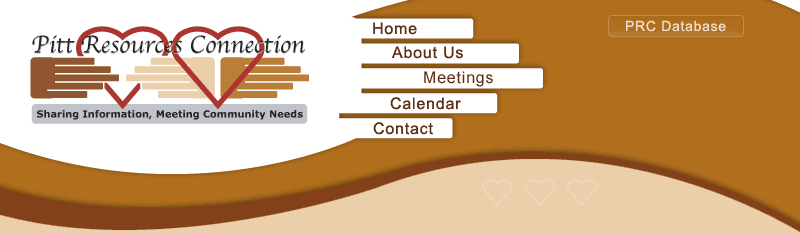 Pitt Resources Connection
Sharing Information, Meeting Community Needs
Home
About Us
Meetings
Calendar
Contact
PRC Database